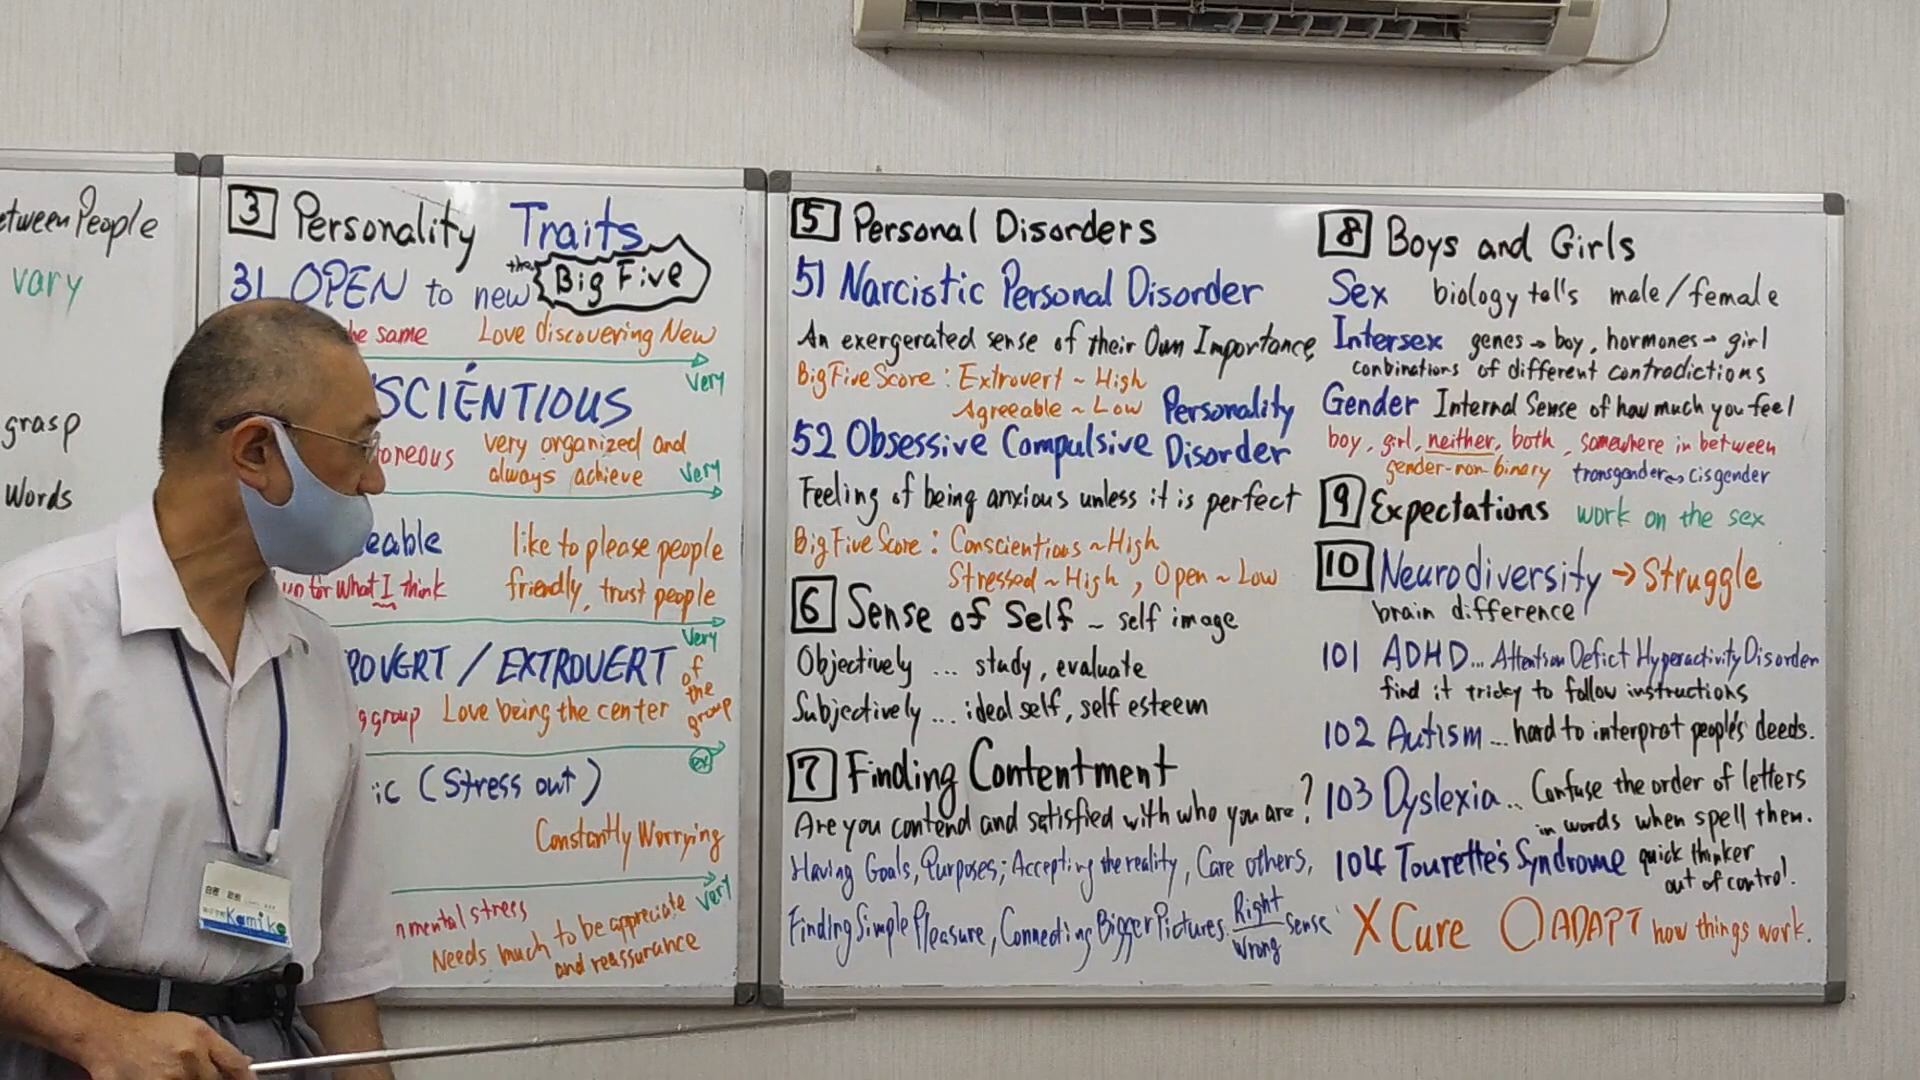 etween People
vary
grasp
Words
3 Personality Traits
the Big Five
31 OPEN to new
he same Love discovering New
very
SCIENTIOUS
oreous very organized and
always achieve very
eable like to please people
up for what I think friendly, trust people
very
ROVERT / EXTROVERT
g group Love being the center of the group
ex
ic (Stress out)
Constantly Worrying
very
n mental stress
Needs much to be appreciate
and reassurance
Kamiko
5 Personal Disorders
51 Narcistic Personal Disorder
An exergerated sense of their Own Importance
Big Five Score : Extrovert ~ High
Agreeable ~ Low
52 Obsessive Compulsive Personality Disorder
Feeling of being anxious unless it is perfect
Big Five Score : Conscientious ~ High
Stressed ~ High , Open ~ Low
6 Sense of Self ~ self image
Objectively ... study, evaluate
Subjectively ... ideal self, self esteem
7 Finding Contentment
Are you contend and satisfied with who you are?
Having Goals, Purposes; Accepting the reality, Care others,
Finding Simple Pleasure, Connecting Bigger Pictures. Right/Wrong sense
8 Boys and Girls
Sex biology tells male/female
Intersex genes → boy, hormones → girl
conbinations of different contradictions
Gender Internal Sense of how much you feel
boy, girl, neither, both, somewhere in between
gender-non-binary transgander ↔ cisgender
9 Expectations work on the sex
10 Neurodiversity → Struggle
brain difference
101 ADHD... Attention Defict Hyperactivity Disorder
find it tricky to follow instructions
102 Autism ... hard to interpret people's deeds.
103 Dyslexia .. Confuse the order of letters
in words when spell them.
104 Tourette's Syndrome quick thinker
out of control.
X Cure ○ ADAPT how things work.